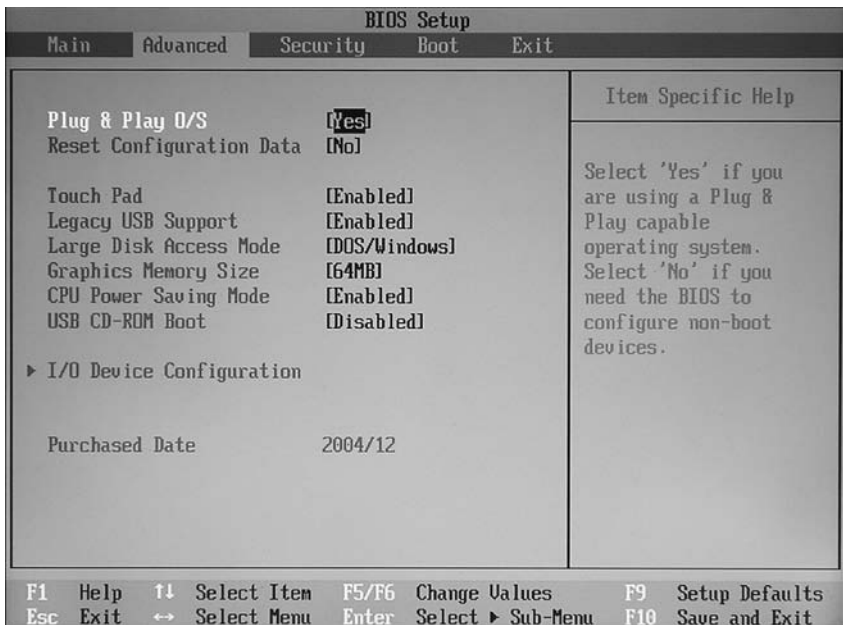 BIOS Setup
Main Advanced Security Boot Exit
Plug & Play O/S [Yes]
Reset Configuration Data [No]
Touch Pad [Enabled]
Legacy USB Support [Enabled]
Large Disk Access Mode [DOS/Windows]
Graphics Memory Size [64MB]
CPU Power Saving Mode [Enabled]
USB CD-ROM Boot [Disabled]
▶ I/O Device Configuration
Purchased Date 2004/12
Item Specific Help
Select 'Yes' if you
are using a Plug &
Play capable
operating system.
Select 'No' if you
need the BIOS to
configure non-boot
devices.
F1 Help ↑↓ Select Item F5/F6 Change Values F9 Setup Defaults
Esc Exit ↔ Select Menu Enter Select ▶ Sub-Menu F10 Save and Exit